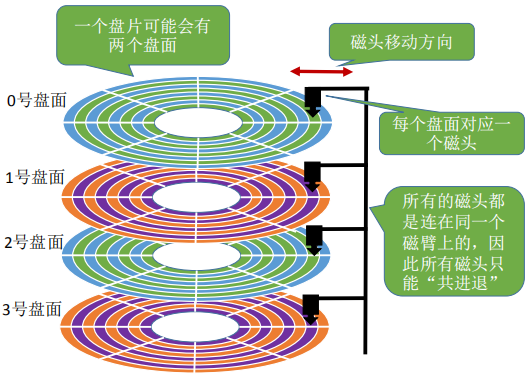 一个盘片可能会有
两个盘面
磁头移动方向
0号盘面
每个盘面对应一
个磁头
1号盘面
所有的磁头都
是连在同一个
磁臂上的，因
此所有磁头只
能“共进退”
2号盘面
3号盘面